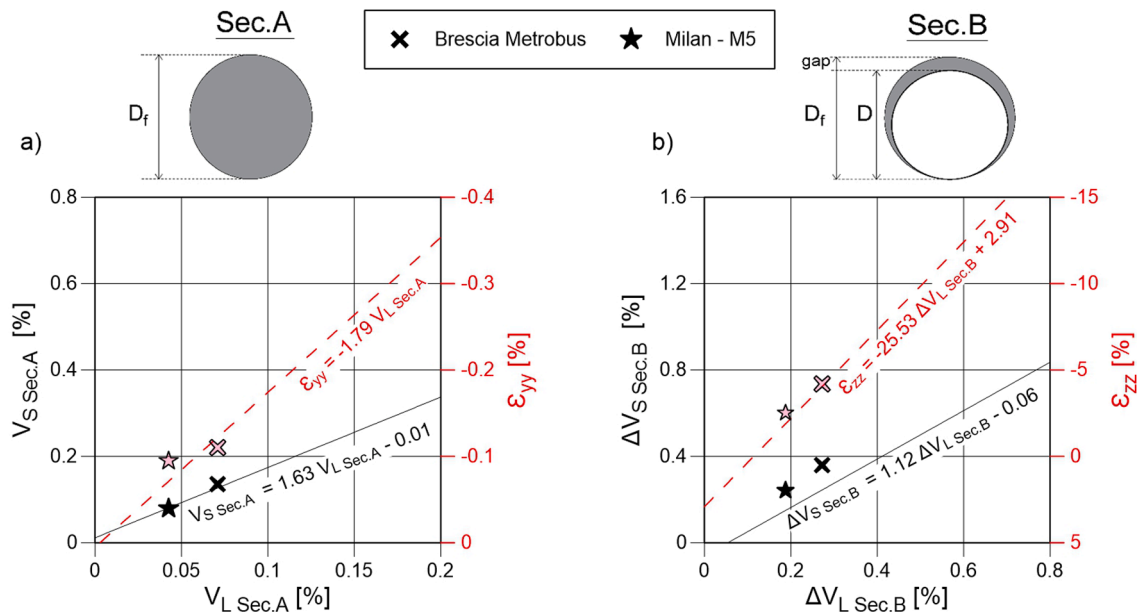 Sec.A
Brescia Metrobus
Milan - M5
Sec.B
gap
D_f
D_f
D
a)
b)
0.8
0.6
0.4
0.2
0
V_S Sec.A [%]
-0.4
-0.3
-0.2
-0.1
0
ε_yy [%]
ε_yy = -1.79 V_L Sec.A
V_S Sec.A = 1.63 V_L Sec.A - 0.01
0
0.05
0.1
0.15
0.2
V_L Sec.A [%]
1.6
1.2
0.8
0.4
0
ΔV_S Sec.B [%]
-15
-10
-5
0
5
ε_zz [%]
ε_zz = -25.53 ΔV_L Sec.B + 2.91
ΔV_S Sec.B = 1.12 ΔV_L Sec.B - 0.06
0
0.2
0.4
0.6
0.8
ΔV_L Sec.B [%]